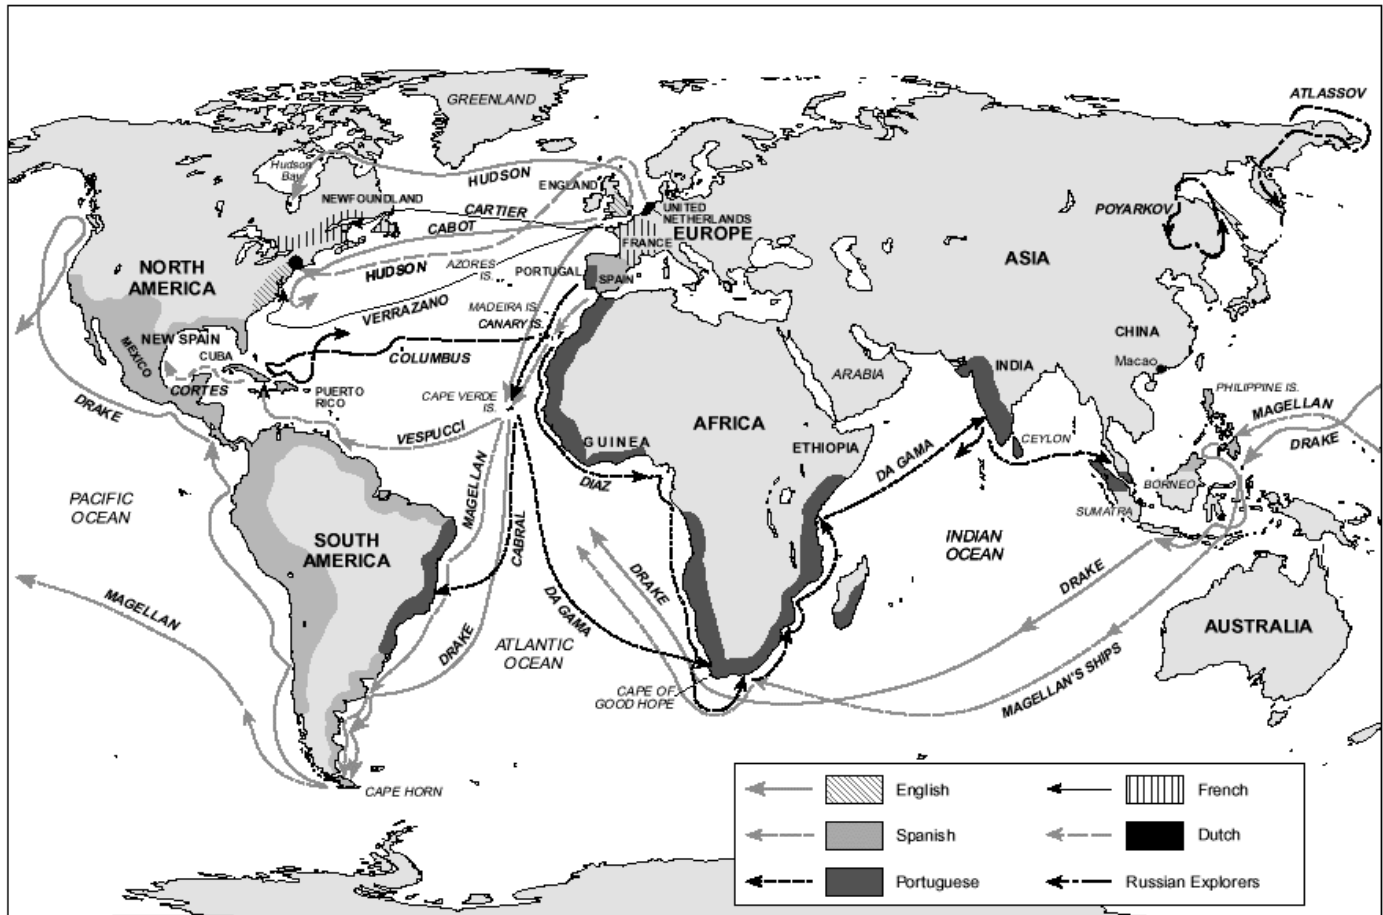 ATLASSOV
GREENLAND
Hudson
Bay
HUDSON
ENGLAND
NEWFOUNDLAND
CARTIER
UNITED
NETHERLANDS
POYARKOV
CABOT
EUROPE
FRANCE
ASIA
NORTH
AMERICA
HUDSON
AZORES
IS.
PORTUGAL
SPAIN
VERRAZANO
MADEIRA IS.
CANARY IS.
CHINA
NEW SPAIN
MEXICO
CUBA
COLUMBUS
Macao
INDIA
ARABIA
CORTES
PUERTO
RICO
CAPE VERDE
IS.
PHILIPPINE IS.
MAGELLAN
DRAKE
DRAKE
VESPUCCI
AFRICA
GUINEA
ETHIOPIA
CEYLON
DA GAMA
MAGELLAN
DIAZ
BORNEO
SUMATRA
PACIFIC
OCEAN
CABRAL
SOUTH
AMERICA
INDIAN
OCEAN
DRAKE
DRAKE
MAGELLAN
DA GAMA
DRAKE
ATLANTIC
OCEAN
AUSTRALIA
CAPE OF
GOOD HOPE
MAGELLAN'S SHIPS
CAPE HORN
English
French
Spanish
Dutch
Portuguese
Russian Explorers